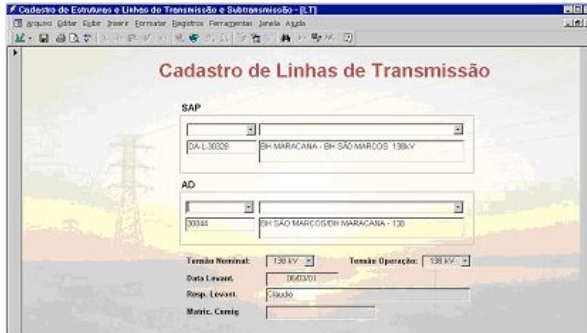 Cadastro de Estruturas e Linhas de Transmissão e Subtransmissão - [LT]
Arquivo Editar Exibir Inserir Formatar Registros Ferramentas Janela Ajuda
Cadastro de Linhas de Transmissão
SAP
DA-L-30328 BH MARACANA - BH SÃO MARCOS 138kV
AD
30044 BH SÃO MARCOS/BH MARACANA - 138
Tensão Nominal: 138 kV Tensão Operação: 138 kV
Data Levant. 06/03/01
Resp. Levant. Claudio
Matric. Cemig